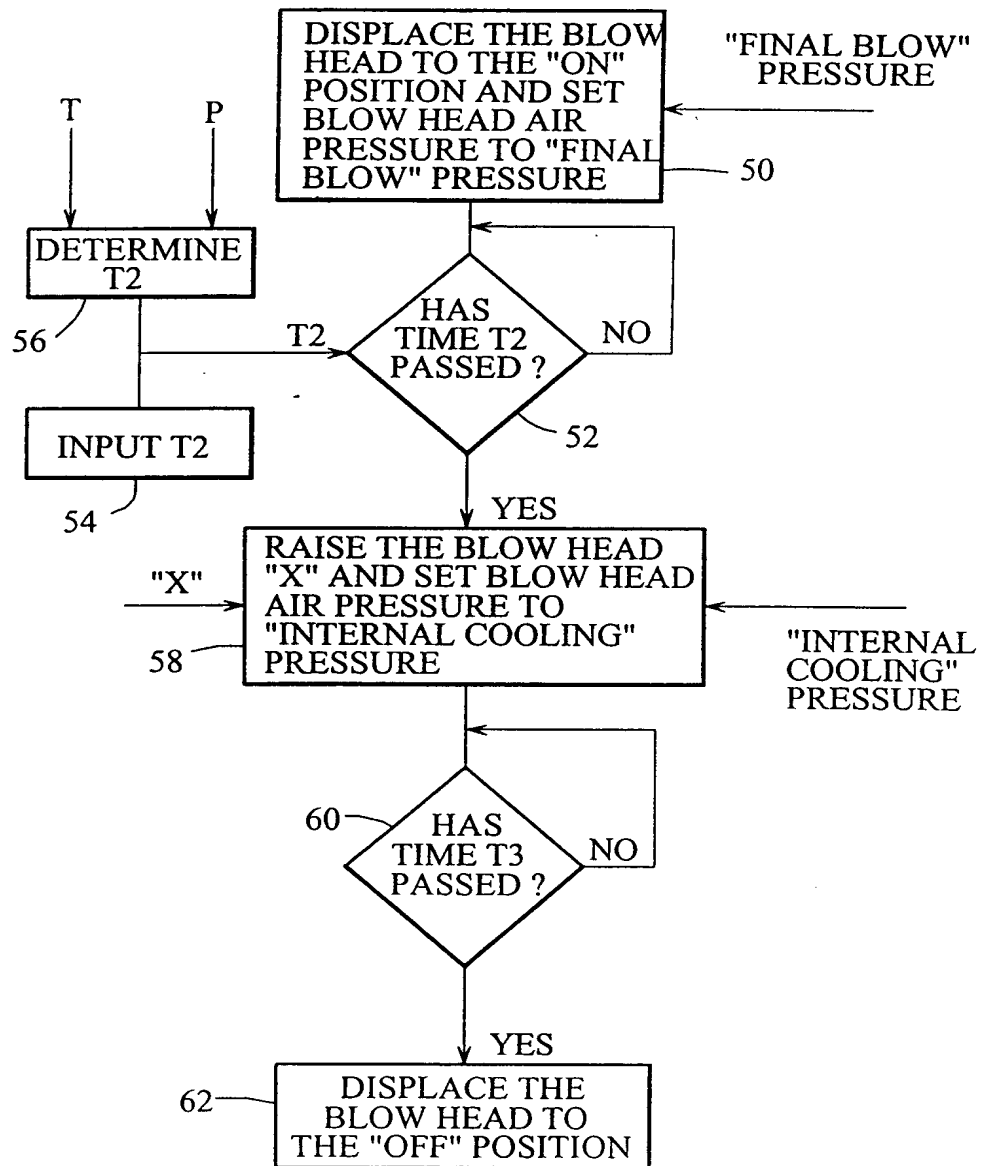 DISPLACE THE BLOW
HEAD TO THE "ON"
POSITION AND SET
BLOW HEAD AIR
PRESSURE TO "FINAL
BLOW" PRESSURE
"FINAL BLOW"
PRESSURE
50
T
P
DETERMINE
T2
56
T2
HAS
TIME T2
PASSED ?
NO
52
INPUT T2
54
YES
"X"
RAISE THE BLOW HEAD
"X" AND SET BLOW HEAD
AIR PRESSURE TO
"INTERNAL COOLING"
PRESSURE
58
"INTERNAL
COOLING"
PRESSURE
60
HAS
TIME T3
PASSED ?
NO
YES
62
DISPLACE THE
BLOW HEAD TO
THE "OFF" POSITION